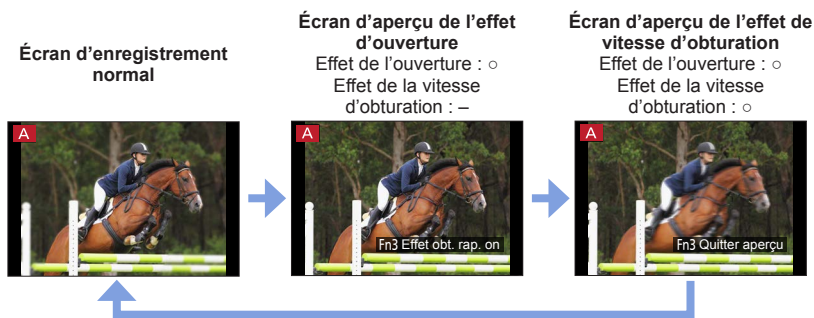 Écran d'enregistrement
normal
Écran d'aperçu de l'effet
d'ouverture
Effet de l'ouverture : ○
Effet de la vitesse
d'obturation : –
Écran d'aperçu de l'effet de
vitesse d'obturation
Effet de l'ouverture : ○
Effet de la vitesse
d'obturation : ○
A
A
Fn3 Effet obt. rap. on
A
Fn3 Quitter aperçu